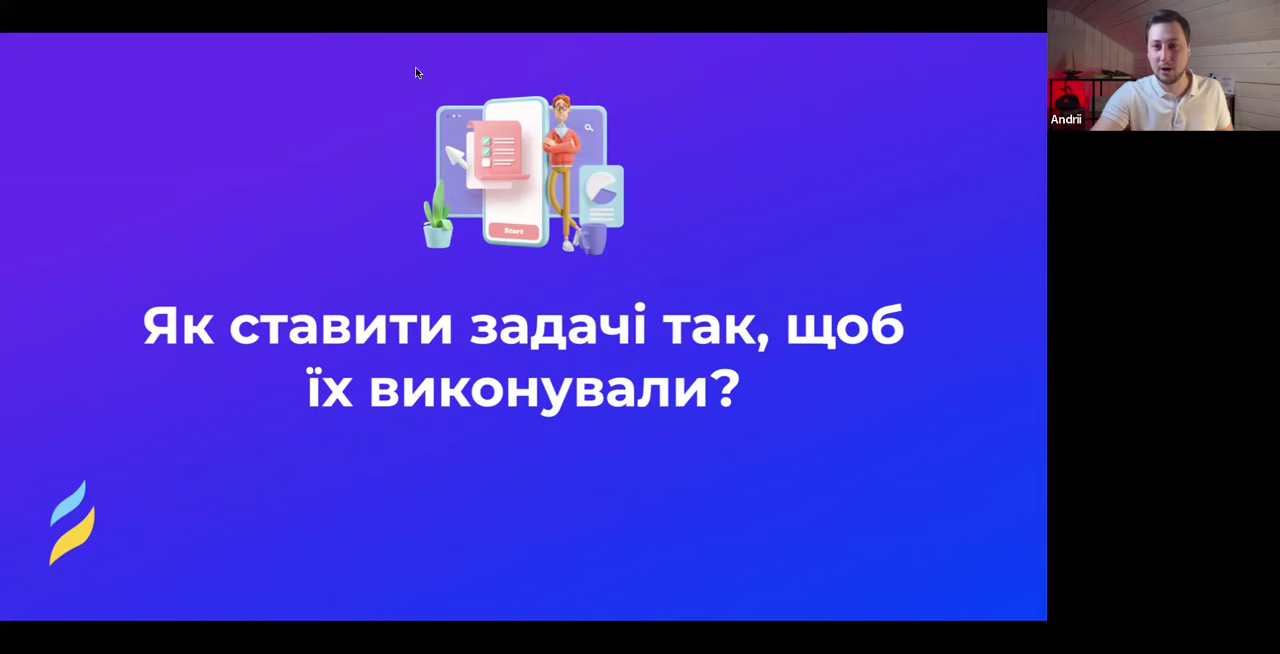 Andrii
Start
Як ставити задачі так, щоб
їх виконували?